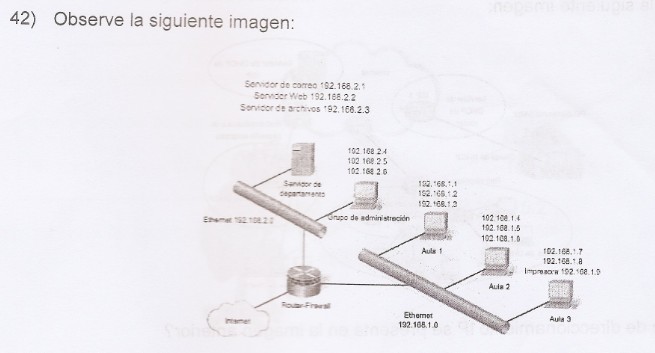 42) Observe la siguiente imagen:
Servidor de correo 192.168.2.1
Servidor Web 192.168.2.2
Servidor de archivos 192.168.2.3
192.168.2.4
192.168.2.5
192.168.2.6
Servidor de
departamento
192.168.1.1
192.168.1.2
192.168.1.3
Ethernet 192.168.2.0
Grupo de administración
192.168.1.4
192.168.1.5
192.168.1.6
Aula 1
192.168.1.7
192.168.1.8
Impresora 192.168.1.9
Aula 2
Router-Firewall
Internet
Ethernet
192.168.1.0
Aula 3